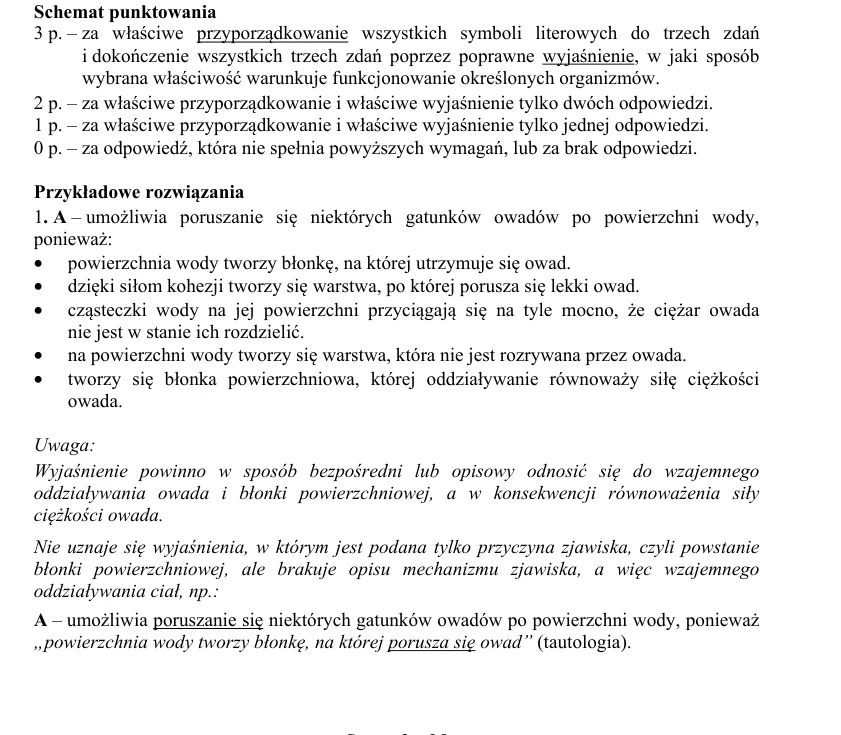 Schemat punktowania
3 p. – za właściwe przyporządkowanie wszystkich symboli literowych do trzech zdań
i dokończenie wszystkich trzech zdań poprzez poprawne wyjaśnienie, w jaki sposób
wybrana właściwość warunkuje funkcjonowanie określonych organizmów.
2 p. – za właściwe przyporządkowanie i właściwe wyjaśnienie tylko dwóch odpowiedzi.
1 p. – za właściwe przyporządkowanie i właściwe wyjaśnienie tylko jednej odpowiedzi.
0 p. – za odpowiedź, która nie spełnia powyższych wymagań, lub za brak odpowiedzi.
Przykładowe rozwiązania
1. A – umożliwia poruszanie się niektórych gatunków owadów po powierzchni wody,
ponieważ:
• powierzchnia wody tworzy błonkę, na której utrzymuje się owad.
• dzięki siłom kohezji tworzy się warstwa, po której porusza się lekki owad.
• cząsteczki wody na jej powierzchni przyciągają się na tyle mocno, że ciężar owada
nie jest w stanie ich rozdzielić.
• na powierzchni wody tworzy się warstwa, która nie jest rozrywana przez owada.
• tworzy się błonka powierzchniowa, której oddziaływanie równoważy siłę ciężkości
owada.
Uwaga:
Wyjaśnienie powinno w sposób bezpośredni lub opisowy odnosić się do wzajemnego
oddziaływania owada i błonki powierzchniowej, a w konsekwencji równoważenia siły
ciężkości owada.
Nie uznaje się wyjaśnienia, w którym jest podana tylko przyczyna zjawiska, czyli powstanie
błonki powierzchniowej, ale brakuje opisu mechanizmu zjawiska, a więc wzajemnego
oddziaływania ciał, np.:
A – umożliwia poruszanie się niektórych gatunków owadów po powierzchni wody, ponieważ
„powierzchnia wody tworzy błonkę, na której porusza się owad” (tautologia).